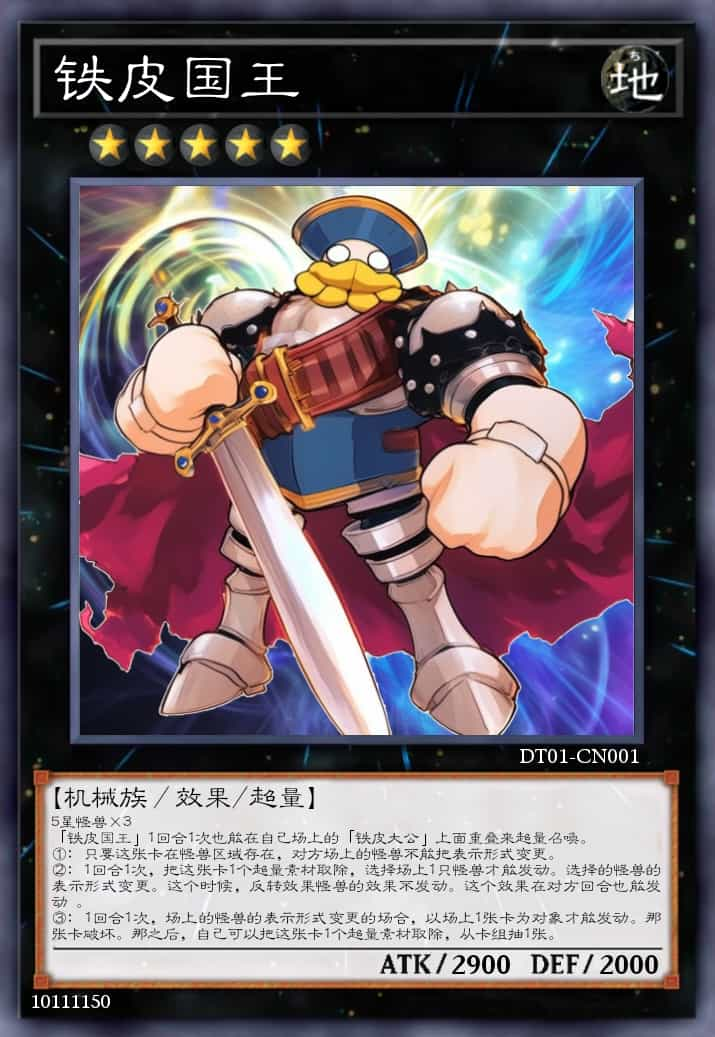 铁皮国王
ち
地
DT01-CN001
【机械族/效果/超量】
5星怪兽×3
「铁皮国王」1回合1次也能在自己场上的「铁皮大公」上面重叠来超量召唤。
①:只要这张卡在怪兽区域存在,对方场上的怪兽不能把表示形式变更。
②:1回合1次,把这张卡1个超量素材取除,选择场上1只怪兽才能发动。选择的怪兽的
表示形式变更。这个时候,反转效果怪兽的效果不发动。这个效果在对方回合也能发
动。
③:1回合1次,场上的怪兽的表示形式变更的场合,以场上1张卡为对象才能发动。那
张卡破坏。那之后,自己可以把这张卡1个超量素材取除,从卡组抽1张。
ATK/2900 DEF/2000
10111150